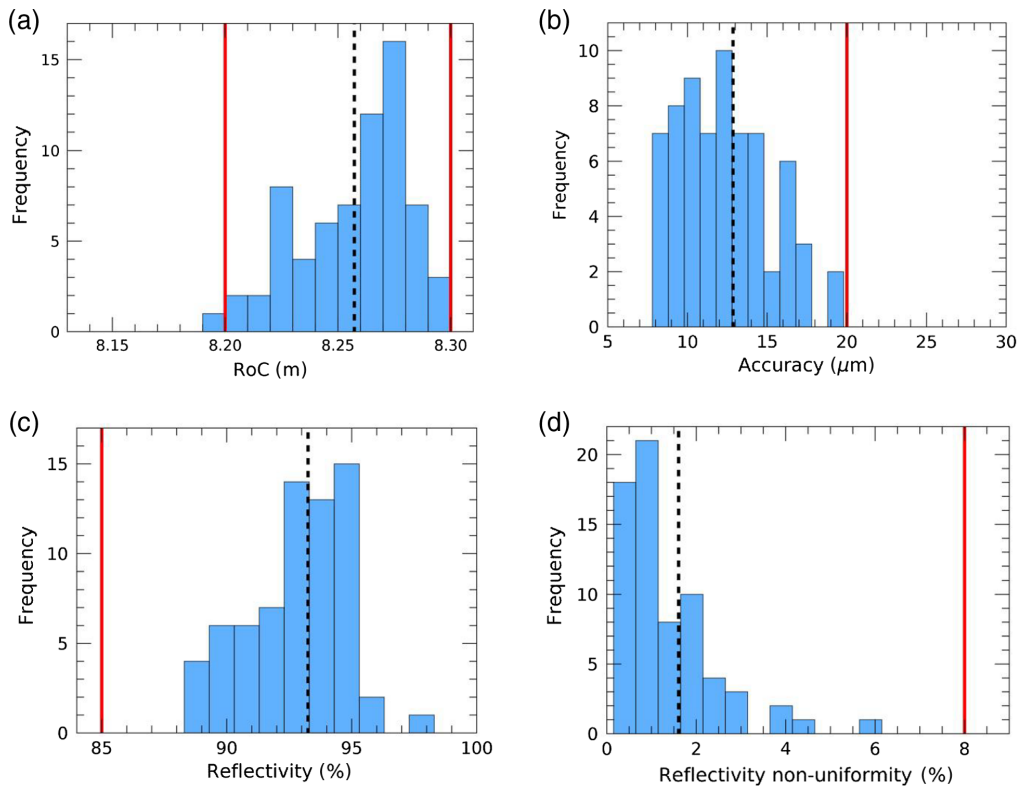 (a)
15
10
5
0
Frequency
8.15 8.20 8.25 8.30
RoC (m)
(b)
10
8
6
4
2
0
Frequency
5 10 15 20 25 30
Accuracy (μm)
(c)
15
10
5
0
Frequency
85 90 95 100
Reflectivity (%)
(d)
20
15
10
5
0
Frequency
0 2 4 6 8
Reflectivity non-uniformity (%)